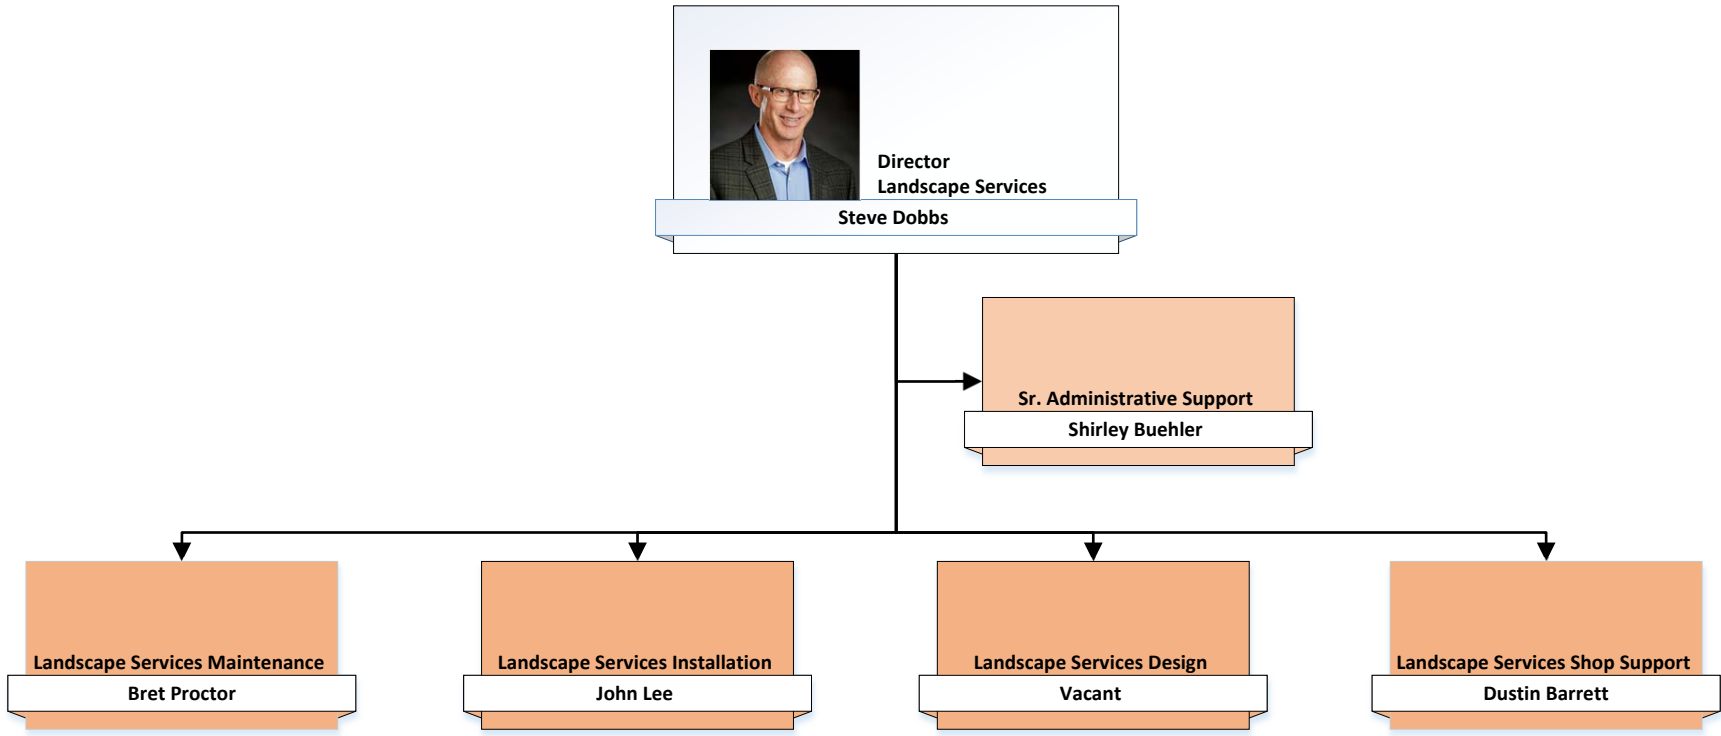 Director
Landscape Services
Steve Dobbs
Sr. Administrative Support
Shirley Buehler
Landscape Services Maintenance
Bret Proctor
Landscape Services Installation
John Lee
Landscape Services Design
Vacant
Landscape Services Shop Support
Dustin Barrett